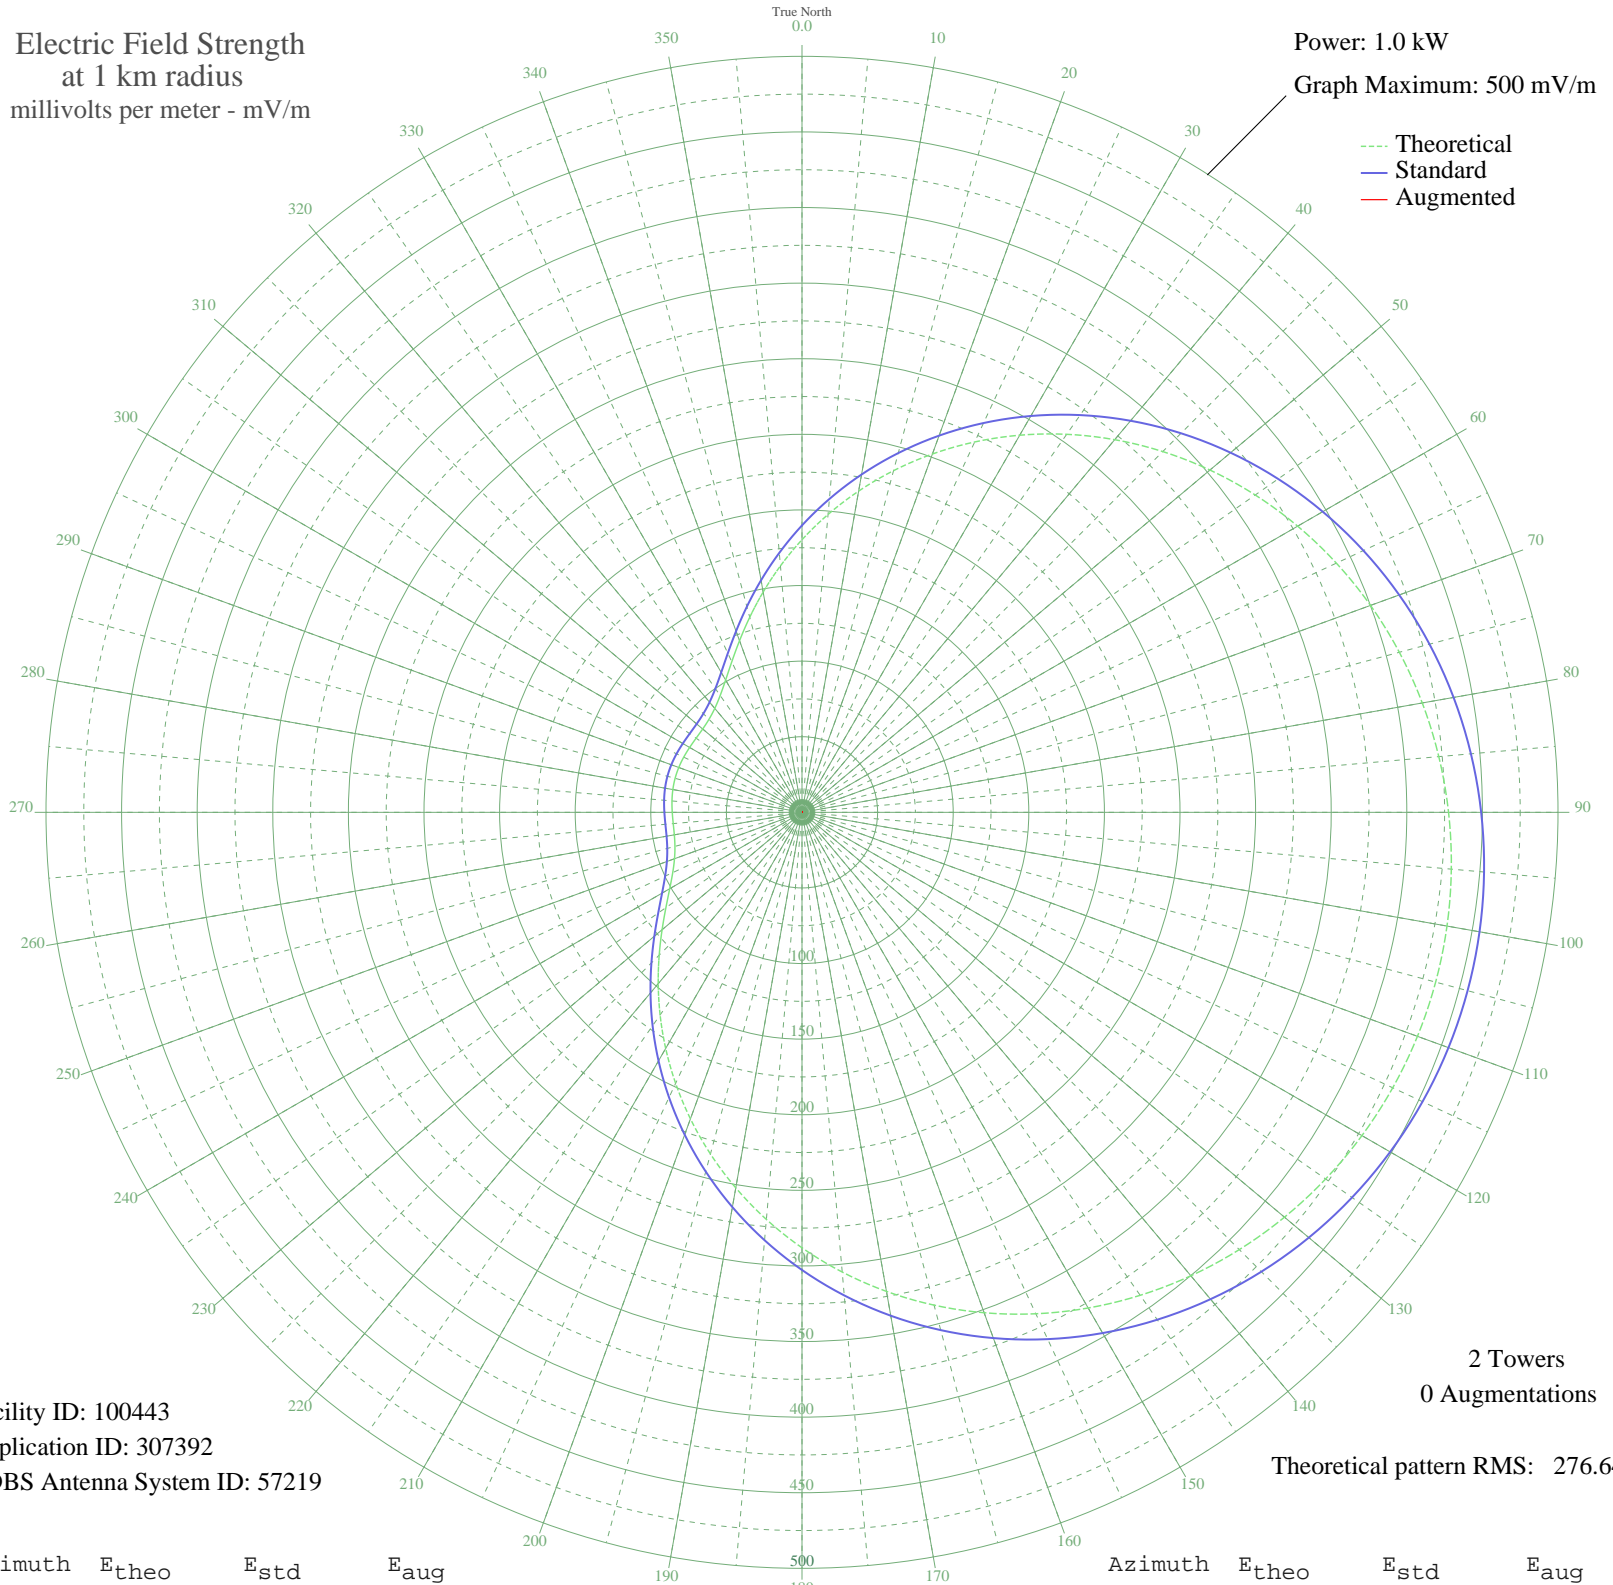 Electric Field Strength
at 1 km radius
millivolts per meter - mV/m
True North
0.0
Power: 1.0 kW
Graph Maximum: 500 mV/m
Theoretical
Standard
Augmented
10
20
30
40
50
60
70
80
90
100
110
120
130
140
150
160
170
190
200
210
220
230
240
250
260
270
280
290
300
310
320
330
340
350
100
150
200
250
300
350
400
450
500
2 Towers
0 Augmentations
Theoretical pattern RMS: 276.6
cility ID: 100443
plication ID: 307392
DBS Antenna System ID: 57219
imuth Etheo Estd Eaug
Azimuth Etheo Estd Eaug